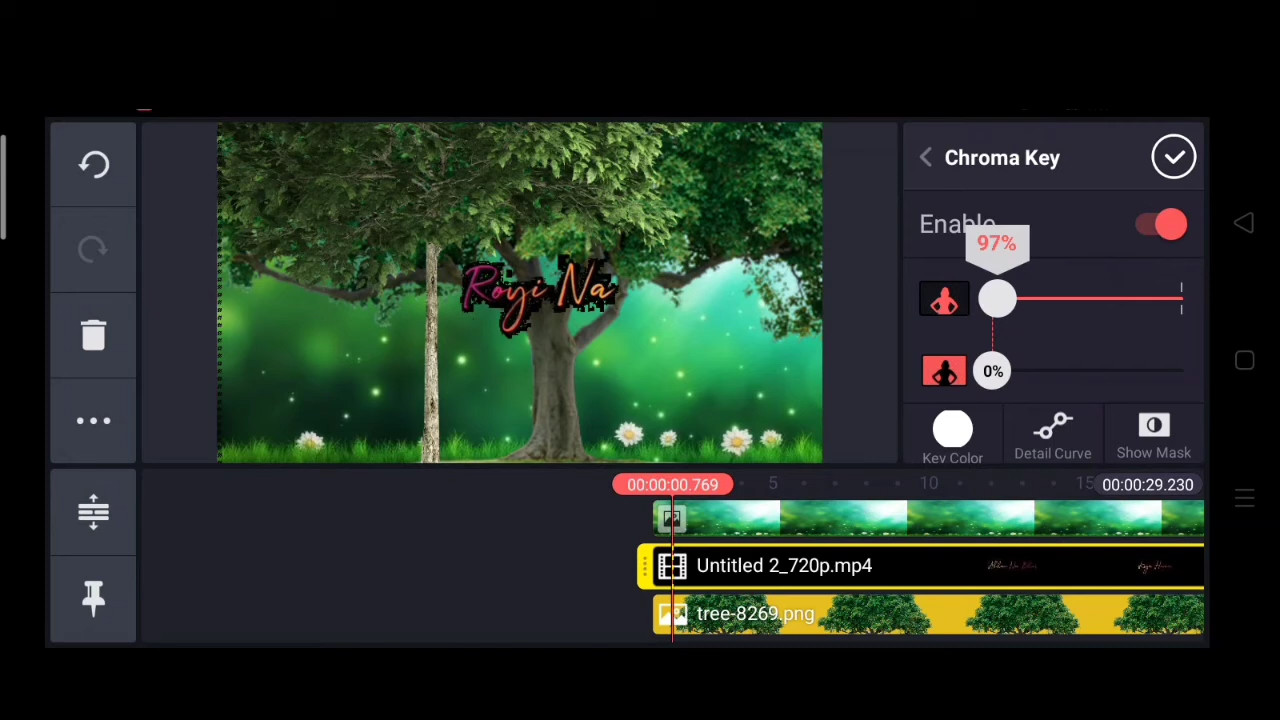 Chroma Key
Enable
97%
Royi Na
0%
Key Color
Detail Curve
Show Mask
00:00:00.769
5
10
15
00:00:29.230
Untitled 2_720p.mp4
tree-8269.png